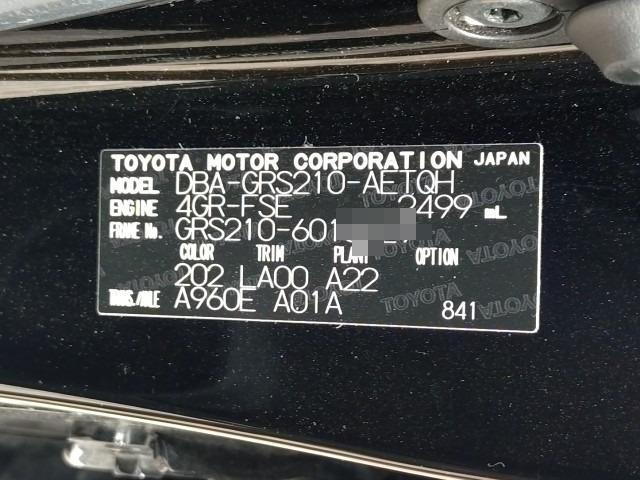 TOYOTA MOTOR CORPORATION JAPAN
MODEL DBA-GRS210-AETQH
ENGINE 4GR-FSE 2499 mL
FRAME No. GRS210-601
COLOR TRIM PLANT OPTION
202 LA00 A22
TRANS./AXLE A960E A01A 841